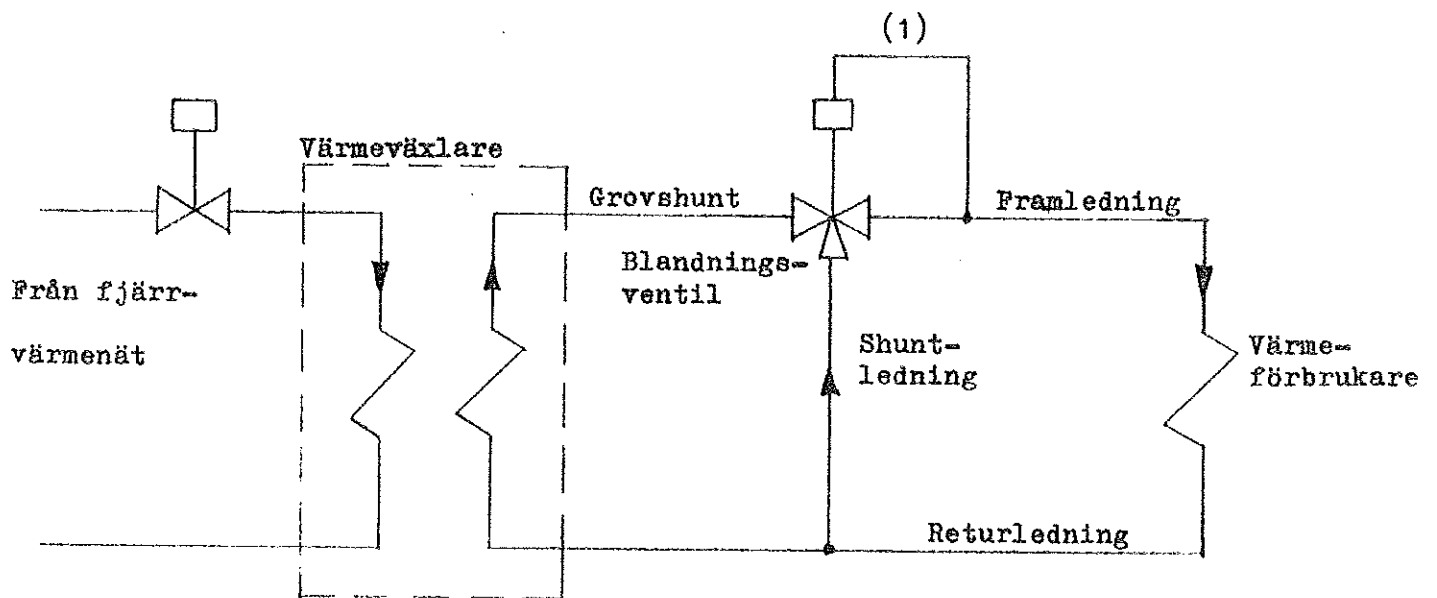 (1)
Värmeväxlare
Grovshunt
Framledning
Blandnings-
ventil
Från fjärr-
värmenät
Shunt-
ledning
Värme-
förbrukare
Returledning